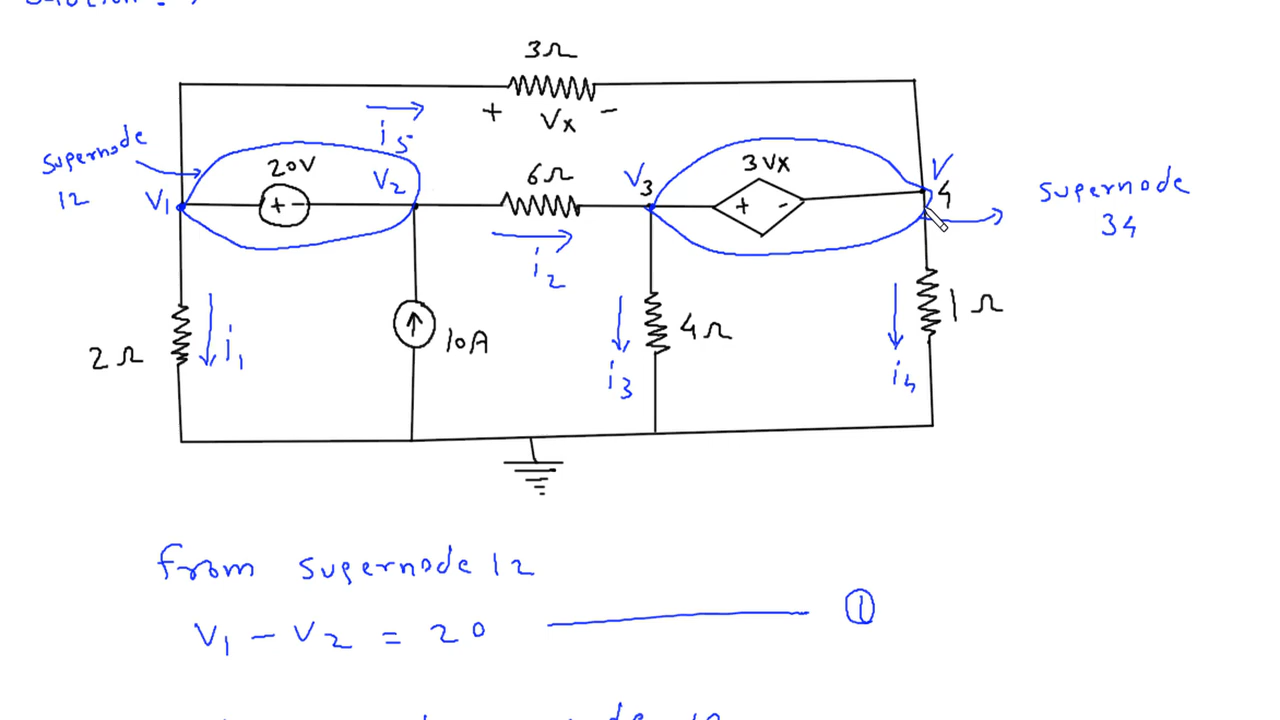 3Ω
+ Vx -
i5
supernode
12
20V
+ -
V1
V2
6Ω
i2
V3
3Vx
+ -
V4
supernode
34
2Ω
i1
10A
i3
4Ω
i4
1Ω
from supernode 12
V1 - V2 = 20 ——— ①